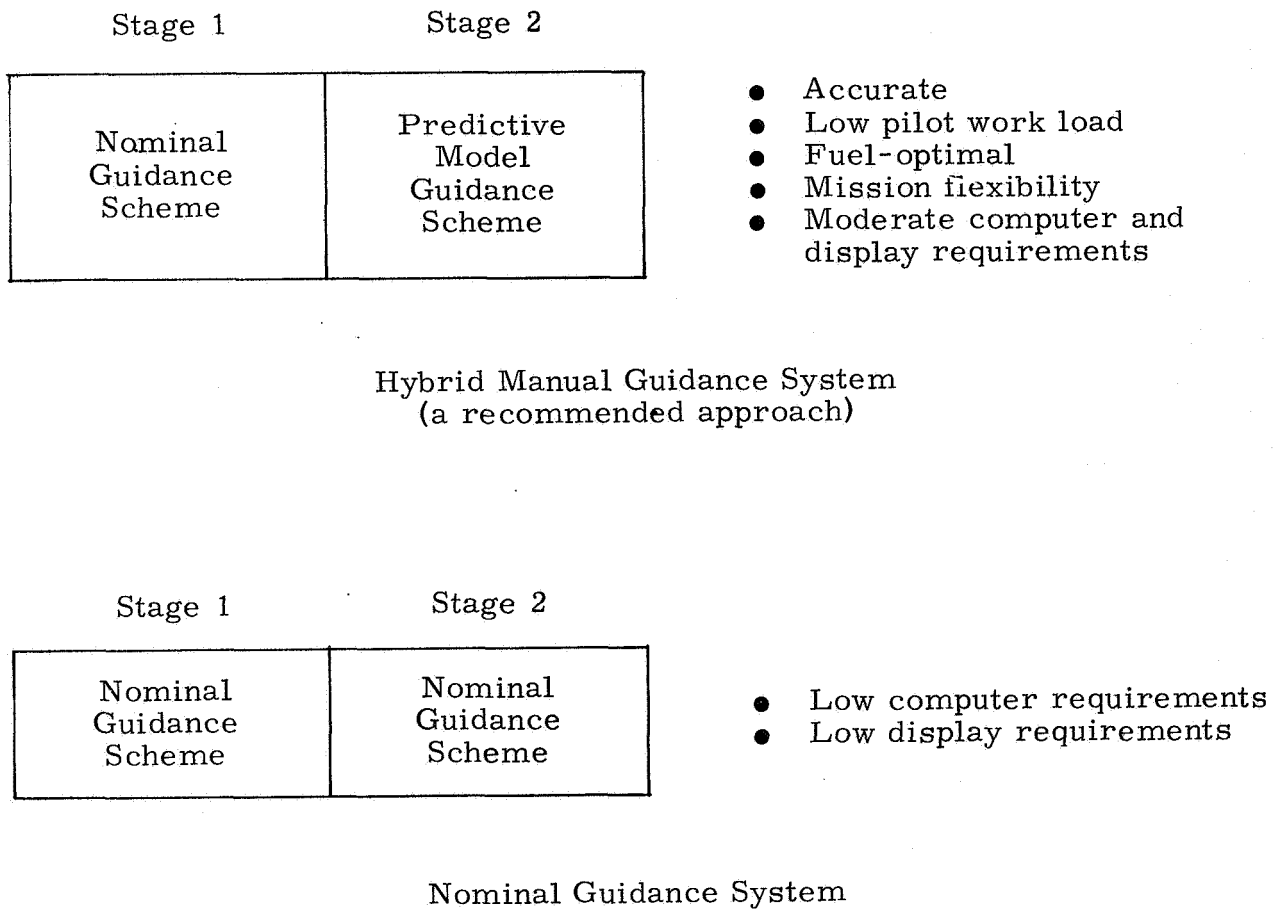 Stage 1 Stage 2
Nominal
Guidance
Scheme
Predictive
Model
Guidance
Scheme
● Accurate
● Low pilot work load
● Fuel-optimal
● Mission flexibility
● Moderate computer and
display requirements
Hybrid Manual Guidance System
(a recommended approach)
Stage 1 Stage 2
Nominal
Guidance
Scheme
Nominal
Guidance
Scheme
● Low computer requirements
● Low display requirements
Nominal Guidance System